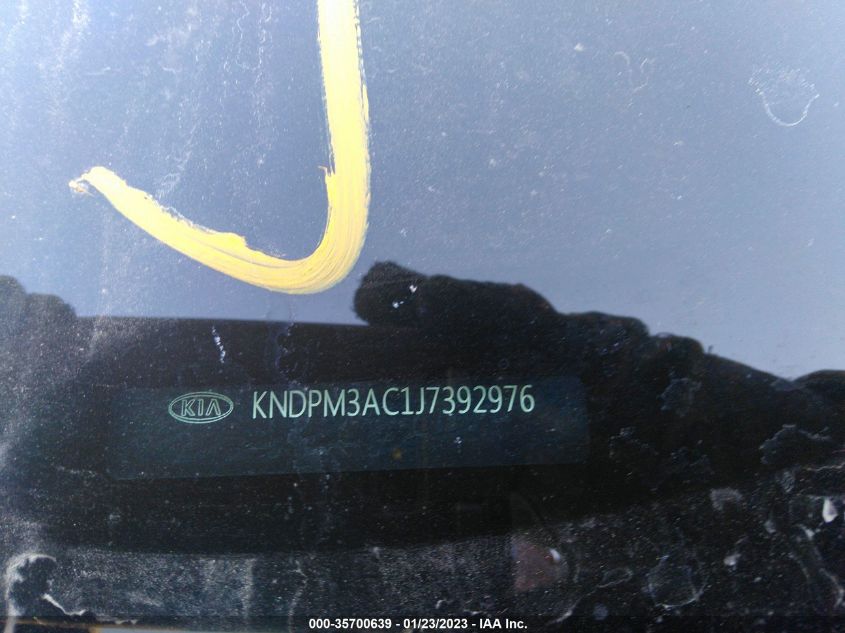 KIA KNDPM3AC1J7392976
000-35700639 - 01/23/2023 - IAA Inc.